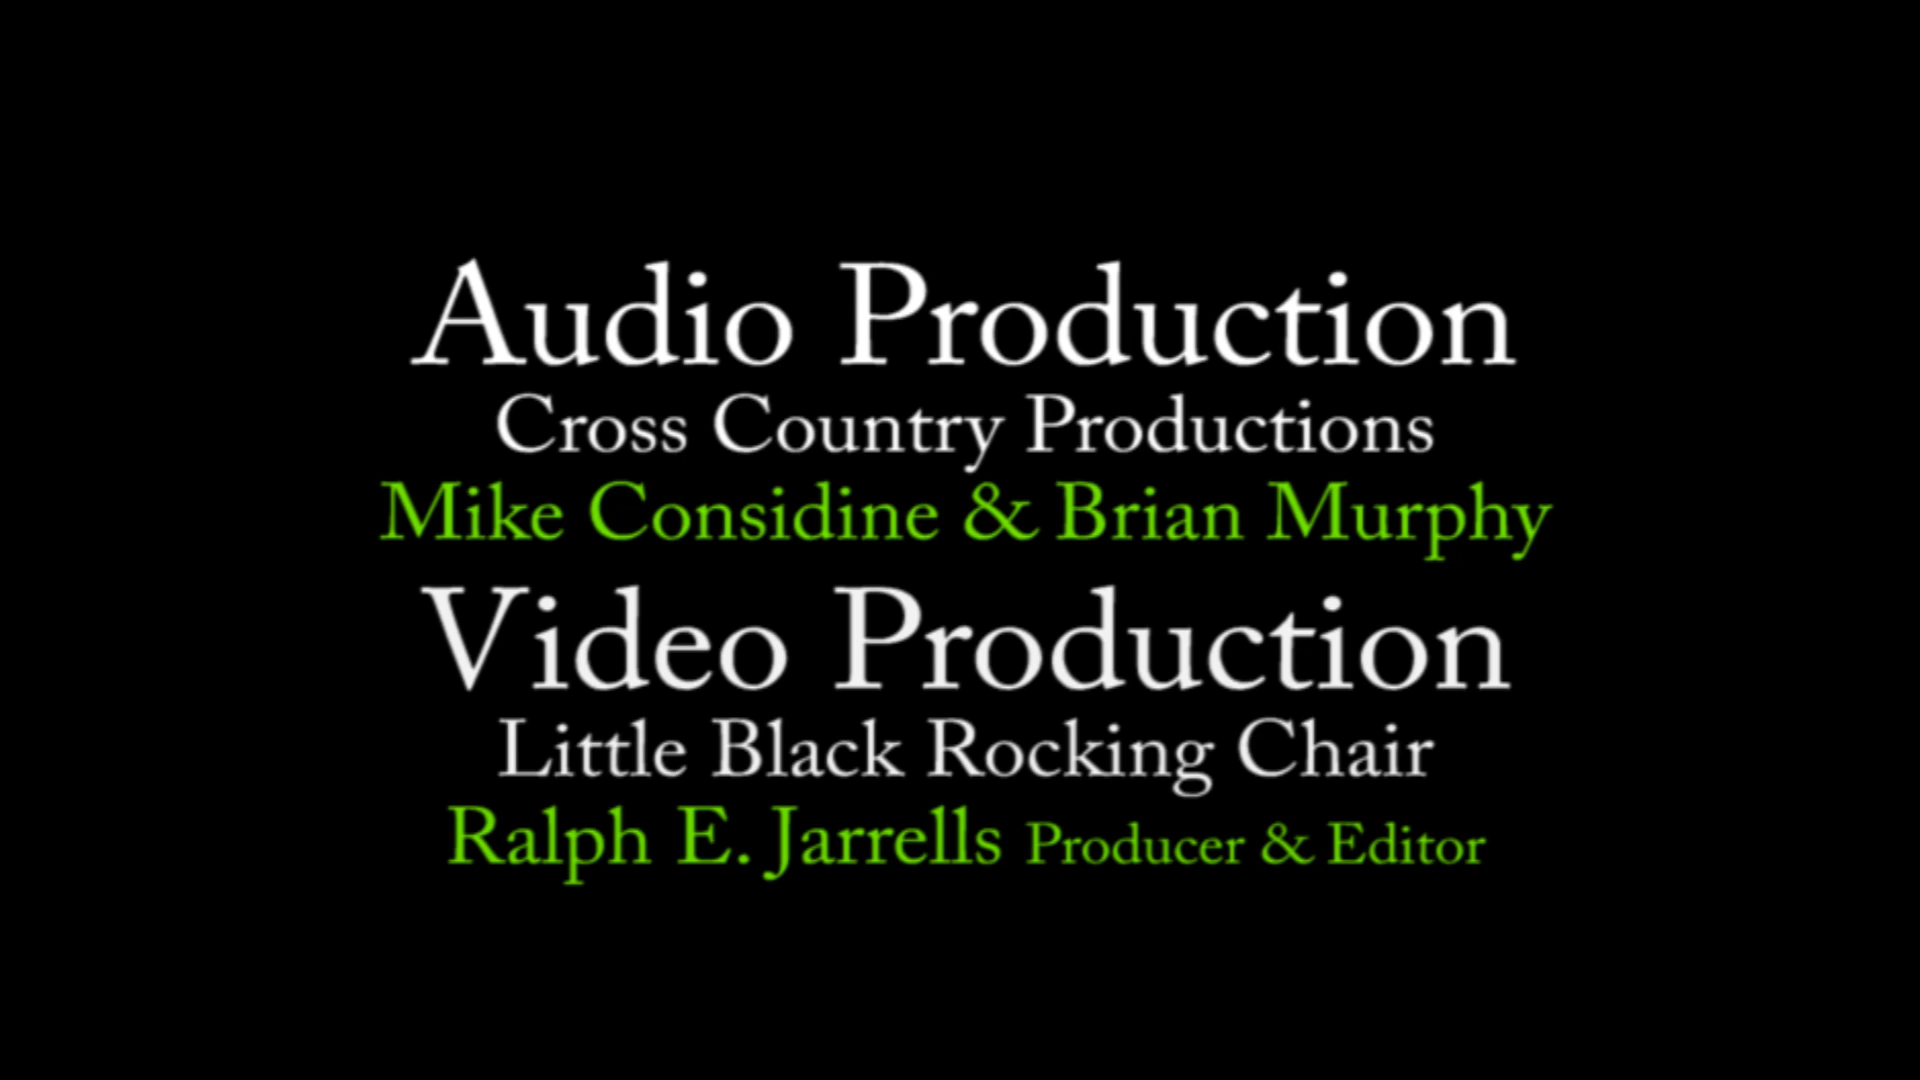 Audio Production
Cross Country Productions
Mike Considine & Brian Murphy
Video Production
Little Black Rocking Chair
Ralph E. Jarrells Producer & Editor